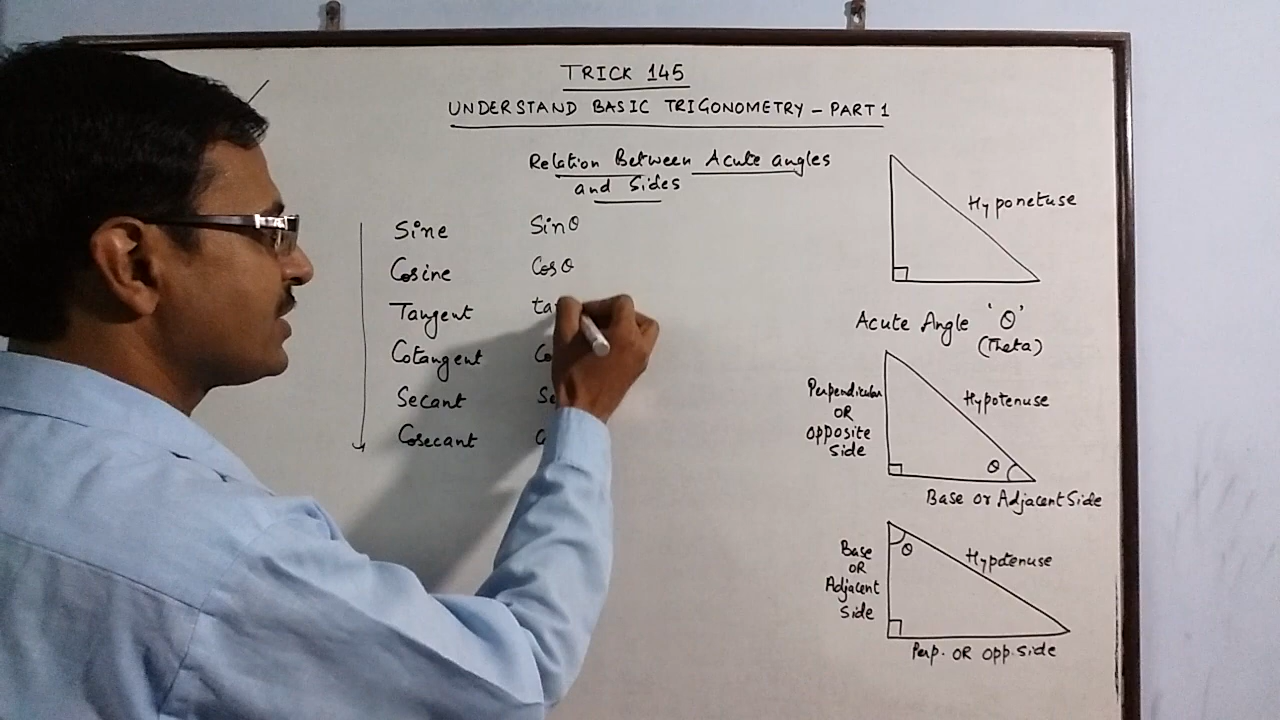 TRICK 145
UNDERSTAND BASIC TRIGONOMETRY - PART 1
Relation Between Acute angles
and Sides
Sine Sinθ
Cosine Cosθ
Tangent
Cotangent
Secant
Cosecant
Hyponetuse
Acute Angle 'θ'
(Theta)
Perpendicular
OR
opposite
Side
Hypotenuse
θ
Base or Adjacent Side
Base
OR
Adjacent
Side
θ
Hypotenuse
Perp. OR Opp. side